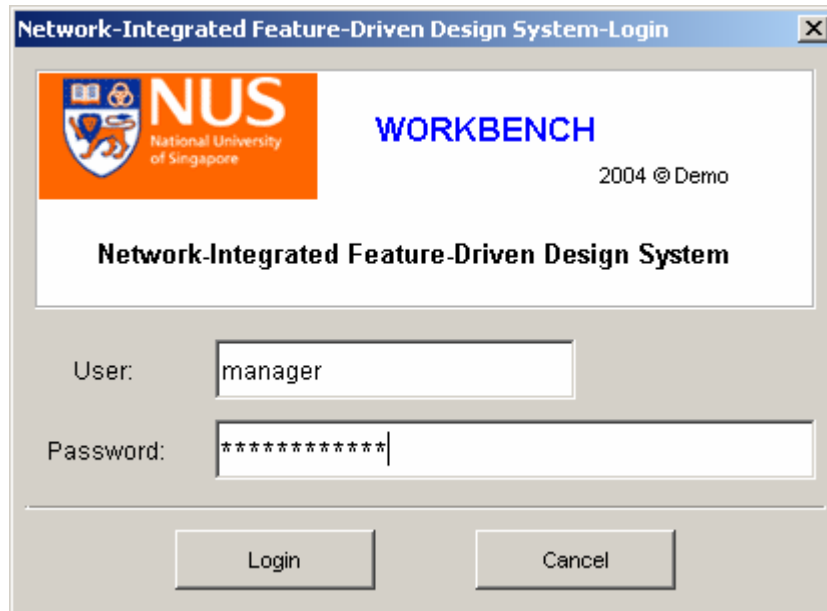 Network-Integrated Feature-Driven Design System-Login
NUS
National University
of Singapore
WORKBENCH
2004 © Demo
Network-Integrated Feature-Driven Design System
User: manager
Password: ************
Login Cancel